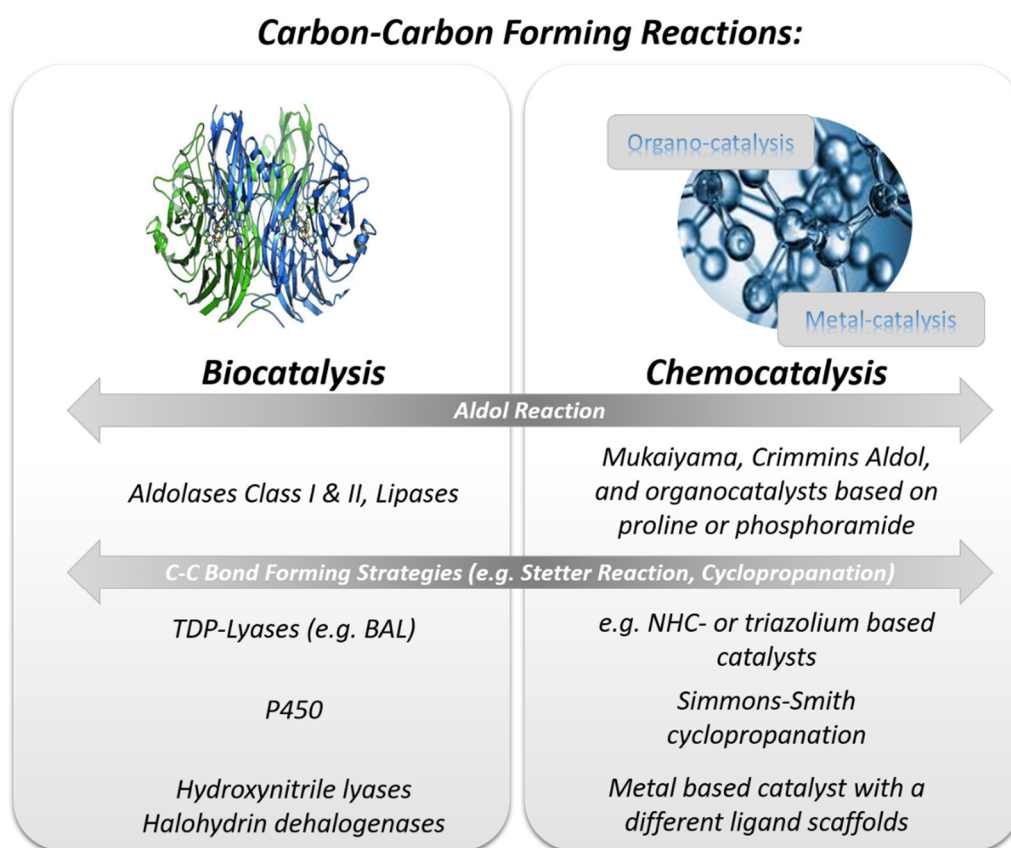 Carbon-Carbon Forming Reactions:
Organo-catalysis
Metal-catalysis
Biocatalysis
Chemocatalysis
Aldol Reaction
Aldolases Class I & II, Lipases
Mukaiyama, Crimmins Aldol,
and organocatalysts based on
proline or phosphoramide
C-C Bond Forming Strategies (e.g. Stetter Reaction, Cyclopropanation)
TDP-Lyases (e.g. BAL)
e.g. NHC- or triazolium based
catalysts
P450
Simmons-Smith
cyclopropanation
Hydroxynitrile lyases
Halohydrin dehalogenases
Metal based catalyst with a
different ligand scaffolds